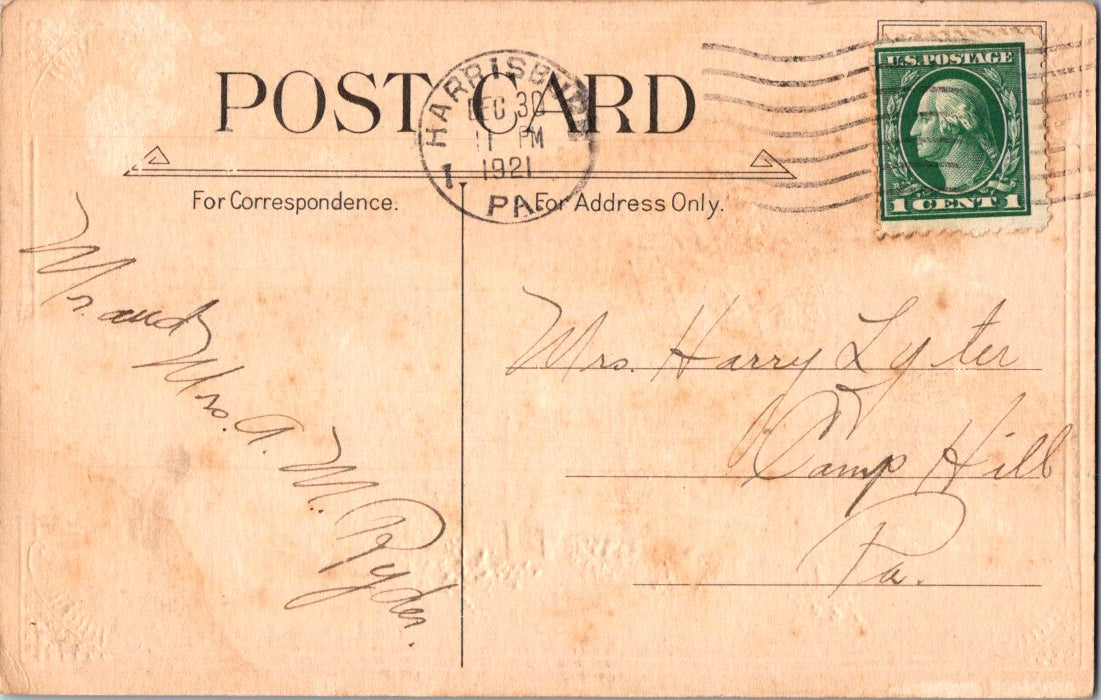 POST CARD
HARRISBURG
DEC 30
11 PM
1921
1
PA
U.S. POSTAGE
1 CENT 1
For Correspondence.
For Address Only.
Mr. and Mrs. A. M. Ryder.
Mrs. Harry Lyter
Camp Hill
Pa.